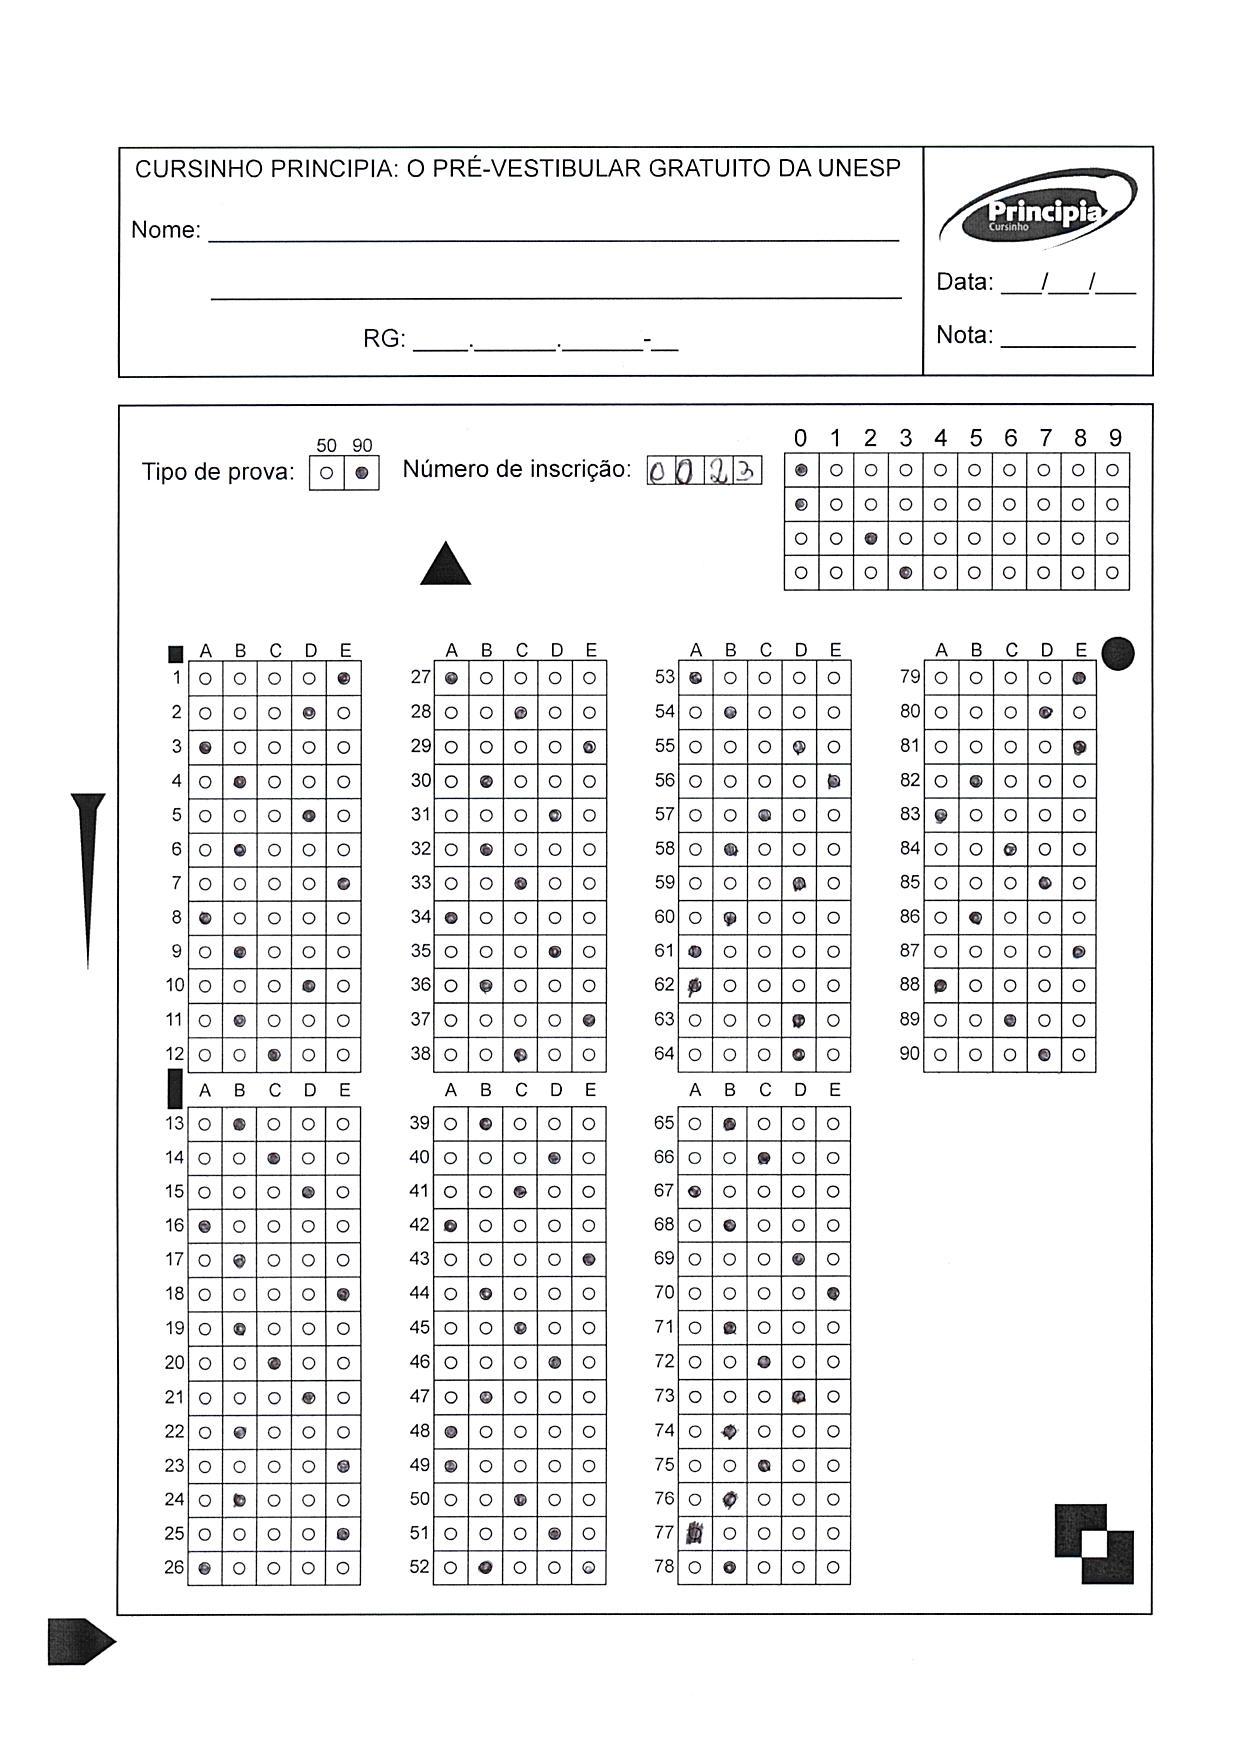 CURSINHO PRINCIPIA: O PRÉ-VESTIBULAR GRATUITO DA UNESP
Nome:
RG: ____.______.______-__
Principia
Cursinho
Data: ___/___/___
Nota:
50 90
Tipo de prova:
Número de inscrição: 0023
0 1 2 3 4 5 6 7 8 9
A B C D E A B C D E A B C D E A B C D E
1 27 53 79
2 28 54 80
3 29 55 81
4 30 56 82
5 31 57 83
6 32 58 84
7 33 59 85
8 34 60 86
9 35 61 87
10 36 62 88
11 37 63 89
12 38 64 90
A B C D E A B C D E A B C D E
13 39 65
14 40 66
15 41 67
16 42 68
17 43 69
18 44 70
19 45 71
20 46 72
21 47 73
22 48 74
23 49 75
24 50 76
25 51 77
26 52 78